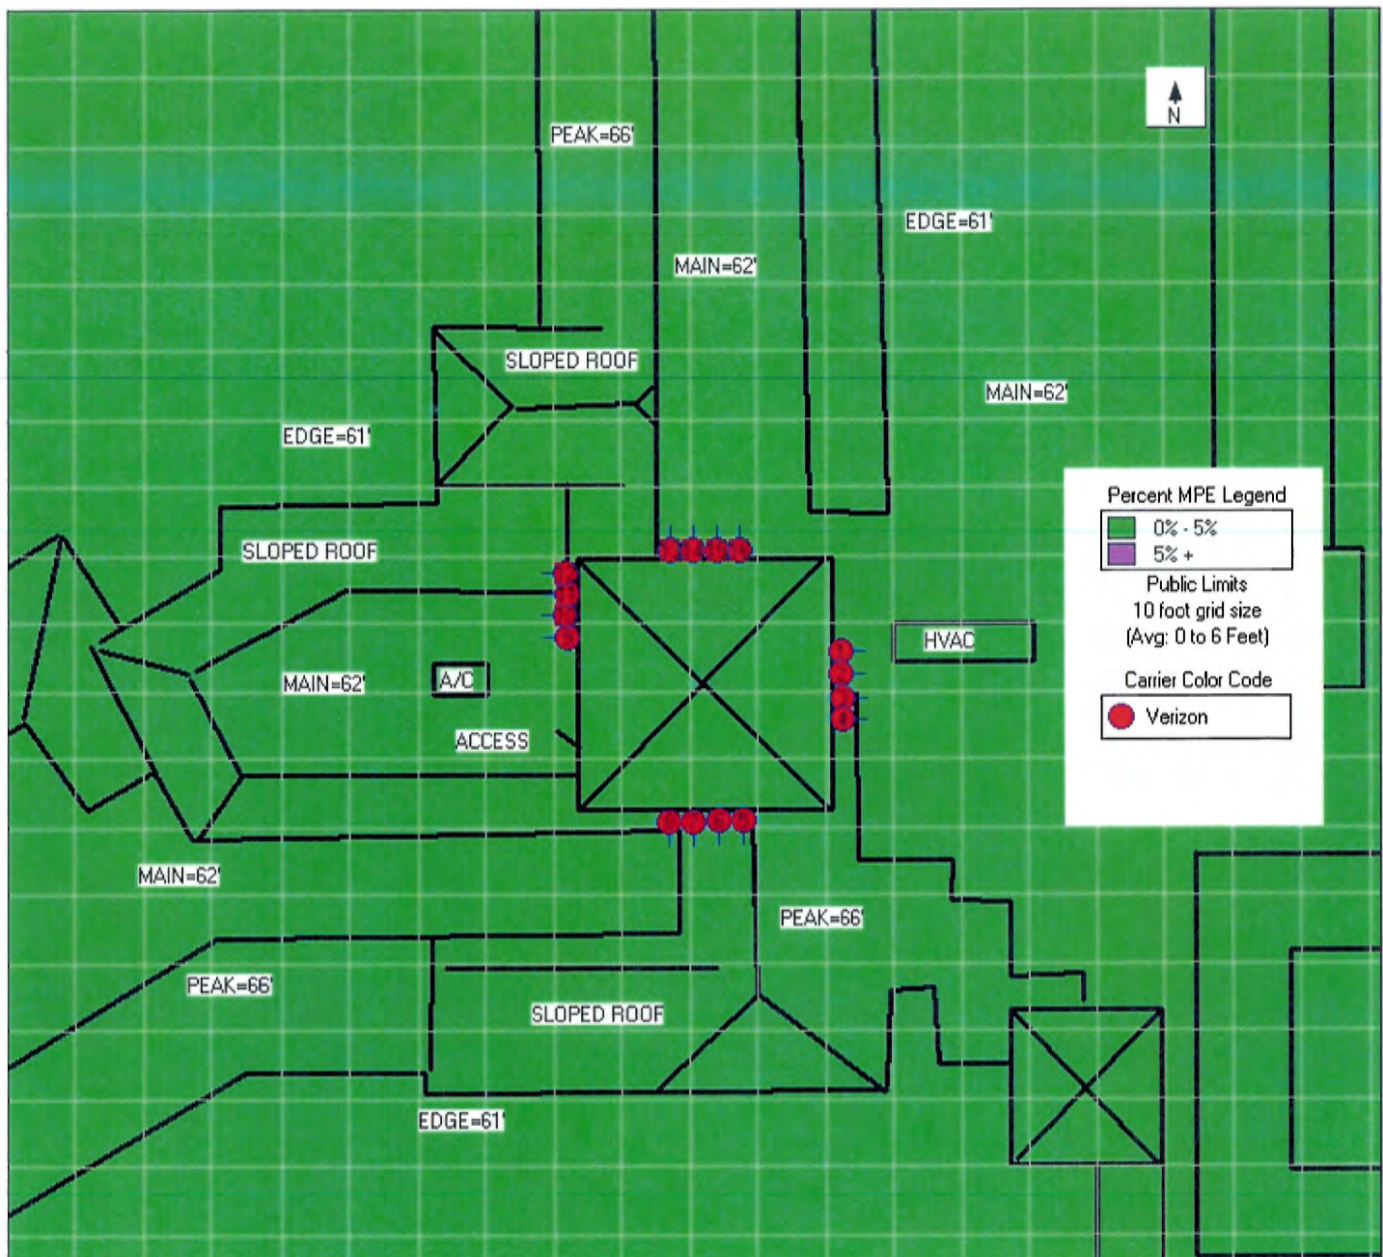 N
PEAK=66'
EDGE=61'
MAIN=62'
SLOPED ROOF
MAIN=62'
EDGE=61'
Percent MPE Legend
0% - 5%
5% +
Public Limits
10 foot grid size
(Avg: 0 to 6 Feet)
Carrier Color Code
Verizon
SLOPED ROOF
HVAC
MAIN=62'
A/C
ACCESS
MAIN=62'
PEAK=66'
PEAK=66'
SLOPED ROOF
EDGE=61'